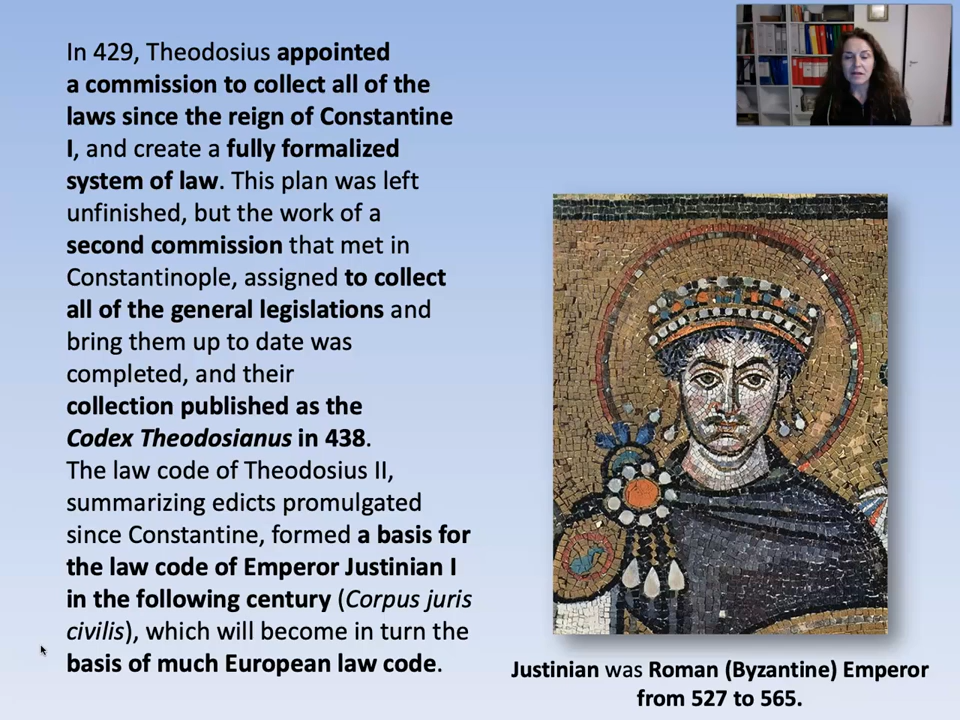 In 429, Theodosius appointed
a commission to collect all of the
laws since the reign of Constantine
I, and create a fully formalized
system of law. This plan was left
unfinished, but the work of a
second commission that met in
Constantinople, assigned to collect
all of the general legislations and
bring them up to date was
completed, and their
collection published as the
Codex Theodosianus in 438.
The law code of Theodosius II,
summarizing edicts promulgated
since Constantine, formed a basis for
the law code of Emperor Justinian I
in the following century (Corpus juris
civilis), which will become in turn the
basis of much European law code.
Justinian was Roman (Byzantine) Emperor
from 527 to 565.